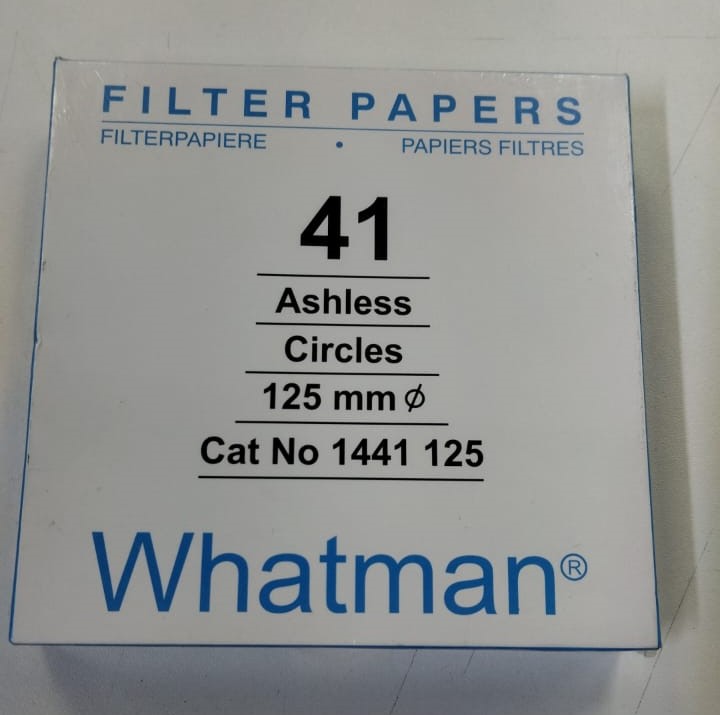 FILTER PAPERS
FILTERPAPIERE • PAPIERS FILTRES
41
Ashless
Circles
125 mm ⌀
Cat No 1441 125
Whatman®